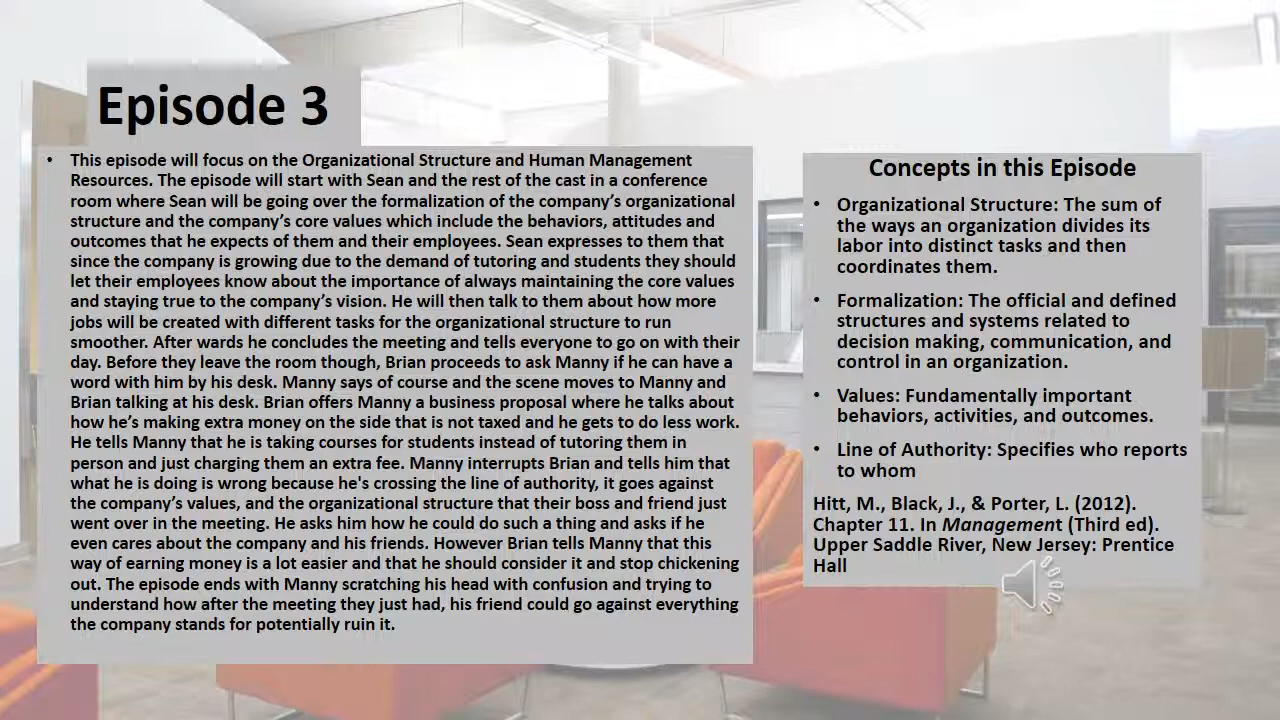 Episode 3
• This episode will focus on the Organizational Structure and Human Management
Resources. The episode will start with Sean and the rest of the cast in a conference
room where Sean will be going over the formalization of the company's organizational
structure and the company's core values which include the behaviors, attitudes and
outcomes that he expects of them and their employees. Sean expresses to them that
since the company is growing due to the demand of tutoring and students they should
let their employees know about the importance of always maintaining the core values
and staying true to the company's vision. He will then talk to them about how more
jobs will be created with different tasks for the organizational structure to run
smoother. After wards he concludes the meeting and tells everyone to go on with their
day. Before they leave the room though, Brian proceeds to ask Manny if he can have a
word with him by his desk. Manny says of course and the scene moves to Manny and
Brian talking at his desk. Brian offers Manny a business proposal where he talks about
how he's making extra money on the side that is not taxed and he gets to do less work.
He tells Manny that he is taking courses for students instead of tutoring them in
person and just charging them an extra fee. Manny interrupts Brian and tells him that
what he is doing is wrong because he's crossing the line of authority, it goes against
the company's values, and the organizational structure that their boss and friend just
went over in the meeting. He asks him how he could do such a thing and asks if he
even cares about the company and his friends. However Brian tells Manny that this
way of earning money is a lot easier and that he should consider it and stop chickening
out. The episode ends with Manny scratching his head with confusion and trying to
understand how after the meeting they just had, his friend could go against everything
the company stands for potentially ruin it.
Concepts in this Episode
• Organizational Structure: The sum of
the ways an organization divides its
labor into distinct tasks and then
coordinates them.
• Formalization: The official and defined
structures and systems related to
decision making, communication, and
control in an organization.
• Values: Fundamentally important
behaviors, activities, and outcomes.
• Line of Authority: Specifies who reports
to whom
Hitt, M., Black, J., & Porter, L. (2012).
Chapter 11. In Management (Third ed).
Upper Saddle River, New Jersey: Prentice
Hall